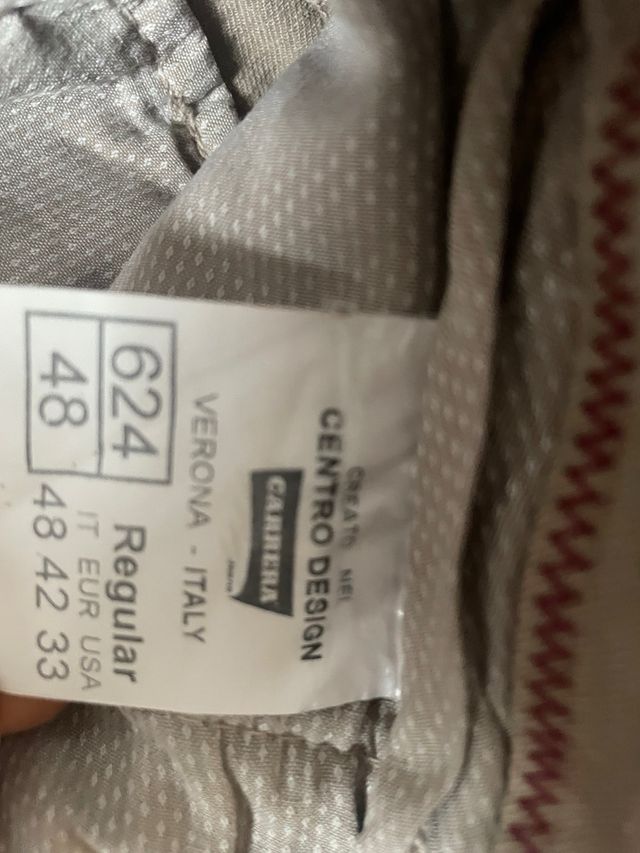 CREATO NEL
CENTRO DESIGN
CARRERA
VERONA - ITALY
624 Regular
IT EUR USA
48 48 42 33